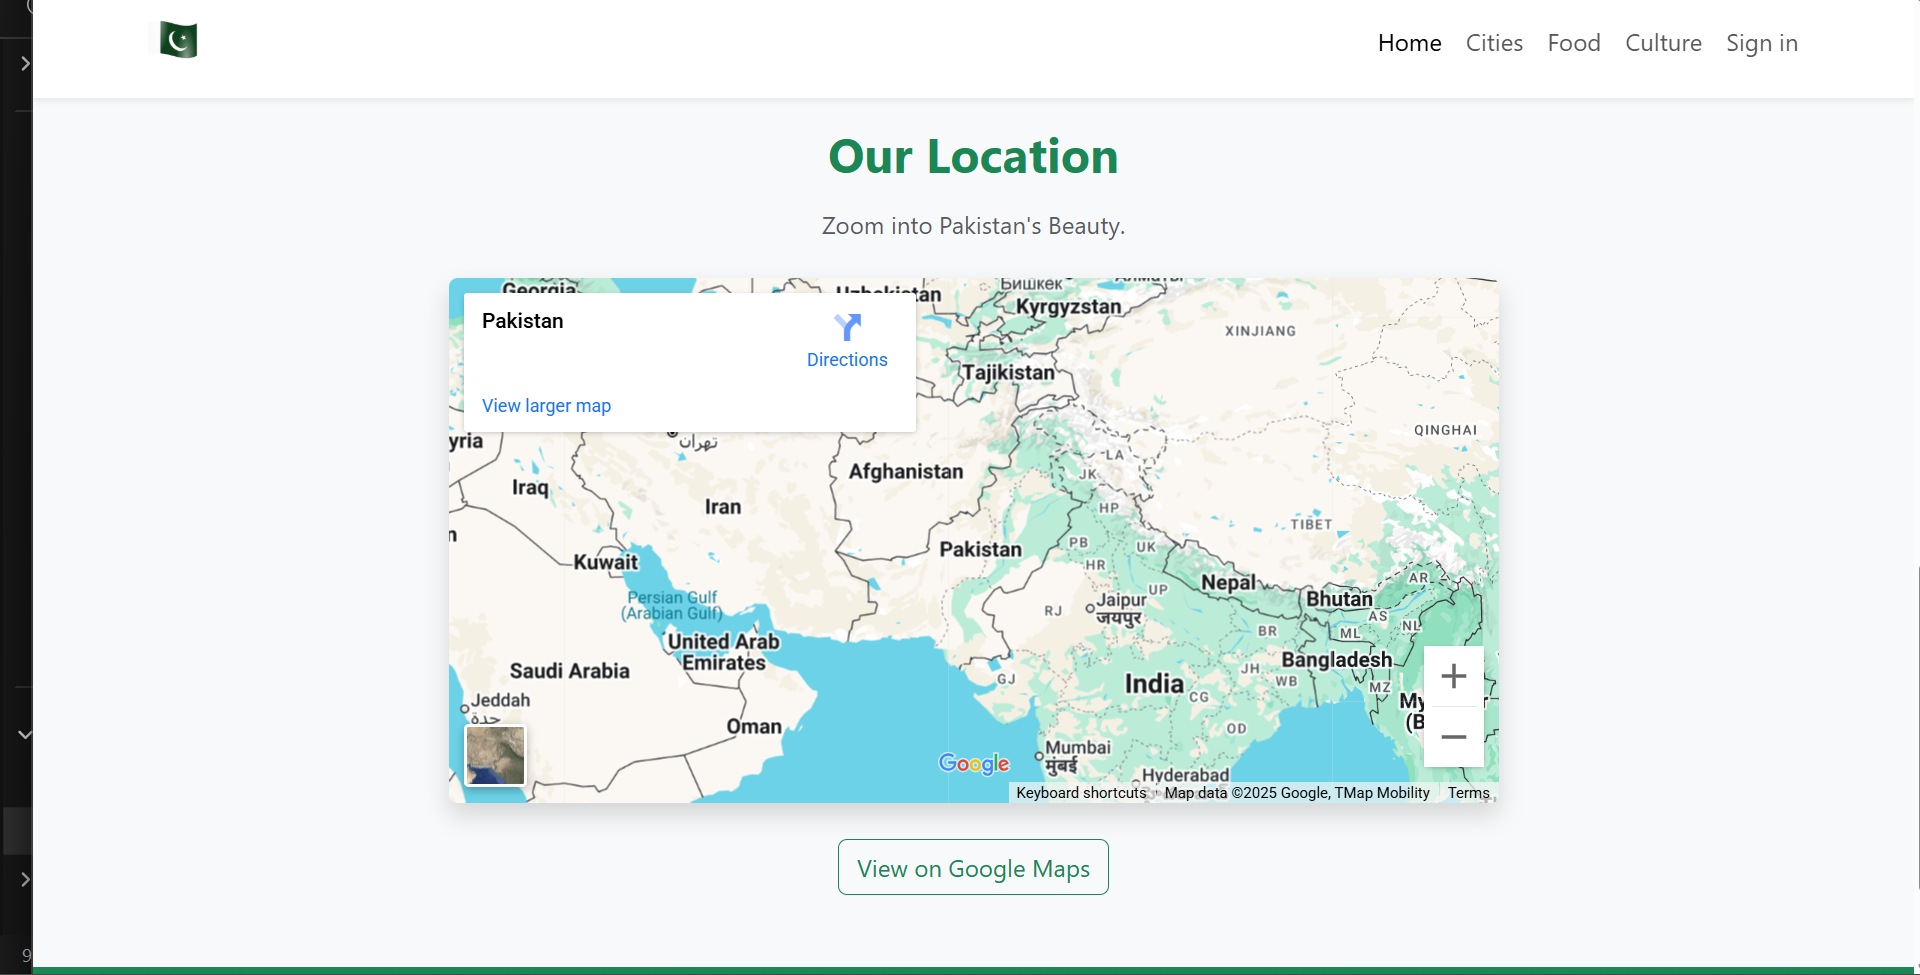 Home Cities Food Culture Sign in
Our Location
Zoom into Pakistan's Beauty.
Pakistan
Directions
View larger map
Georgia
Uzbekistan
Бишкек
Kyrgyzstan
XINJIANG
Tajikistan
QINGHAI
yria
تهران
LA
Afghanistan
JK
Iraq
Iran
HP
TIBET
n
Pakistan
PB
UK
Kuwait
HR
AR
Nepal
UP
Persian Gulf
(Arabian Gulf)
Jaipur
जयपुर
RJ
Bhutan
AS
NL
BR
ML
United Arab
Emirates
Bangladesh
Saudi Arabia
GJ
JH
WB
India
CG
MZ
Jeddah
جدة
My
(B
Oman
OD
Google
Mumbai
मुंबई
Hyderabad
Keyboard shortcuts
Map data ©2025 Google, TMap Mobility
Terms
View on Google Maps
9